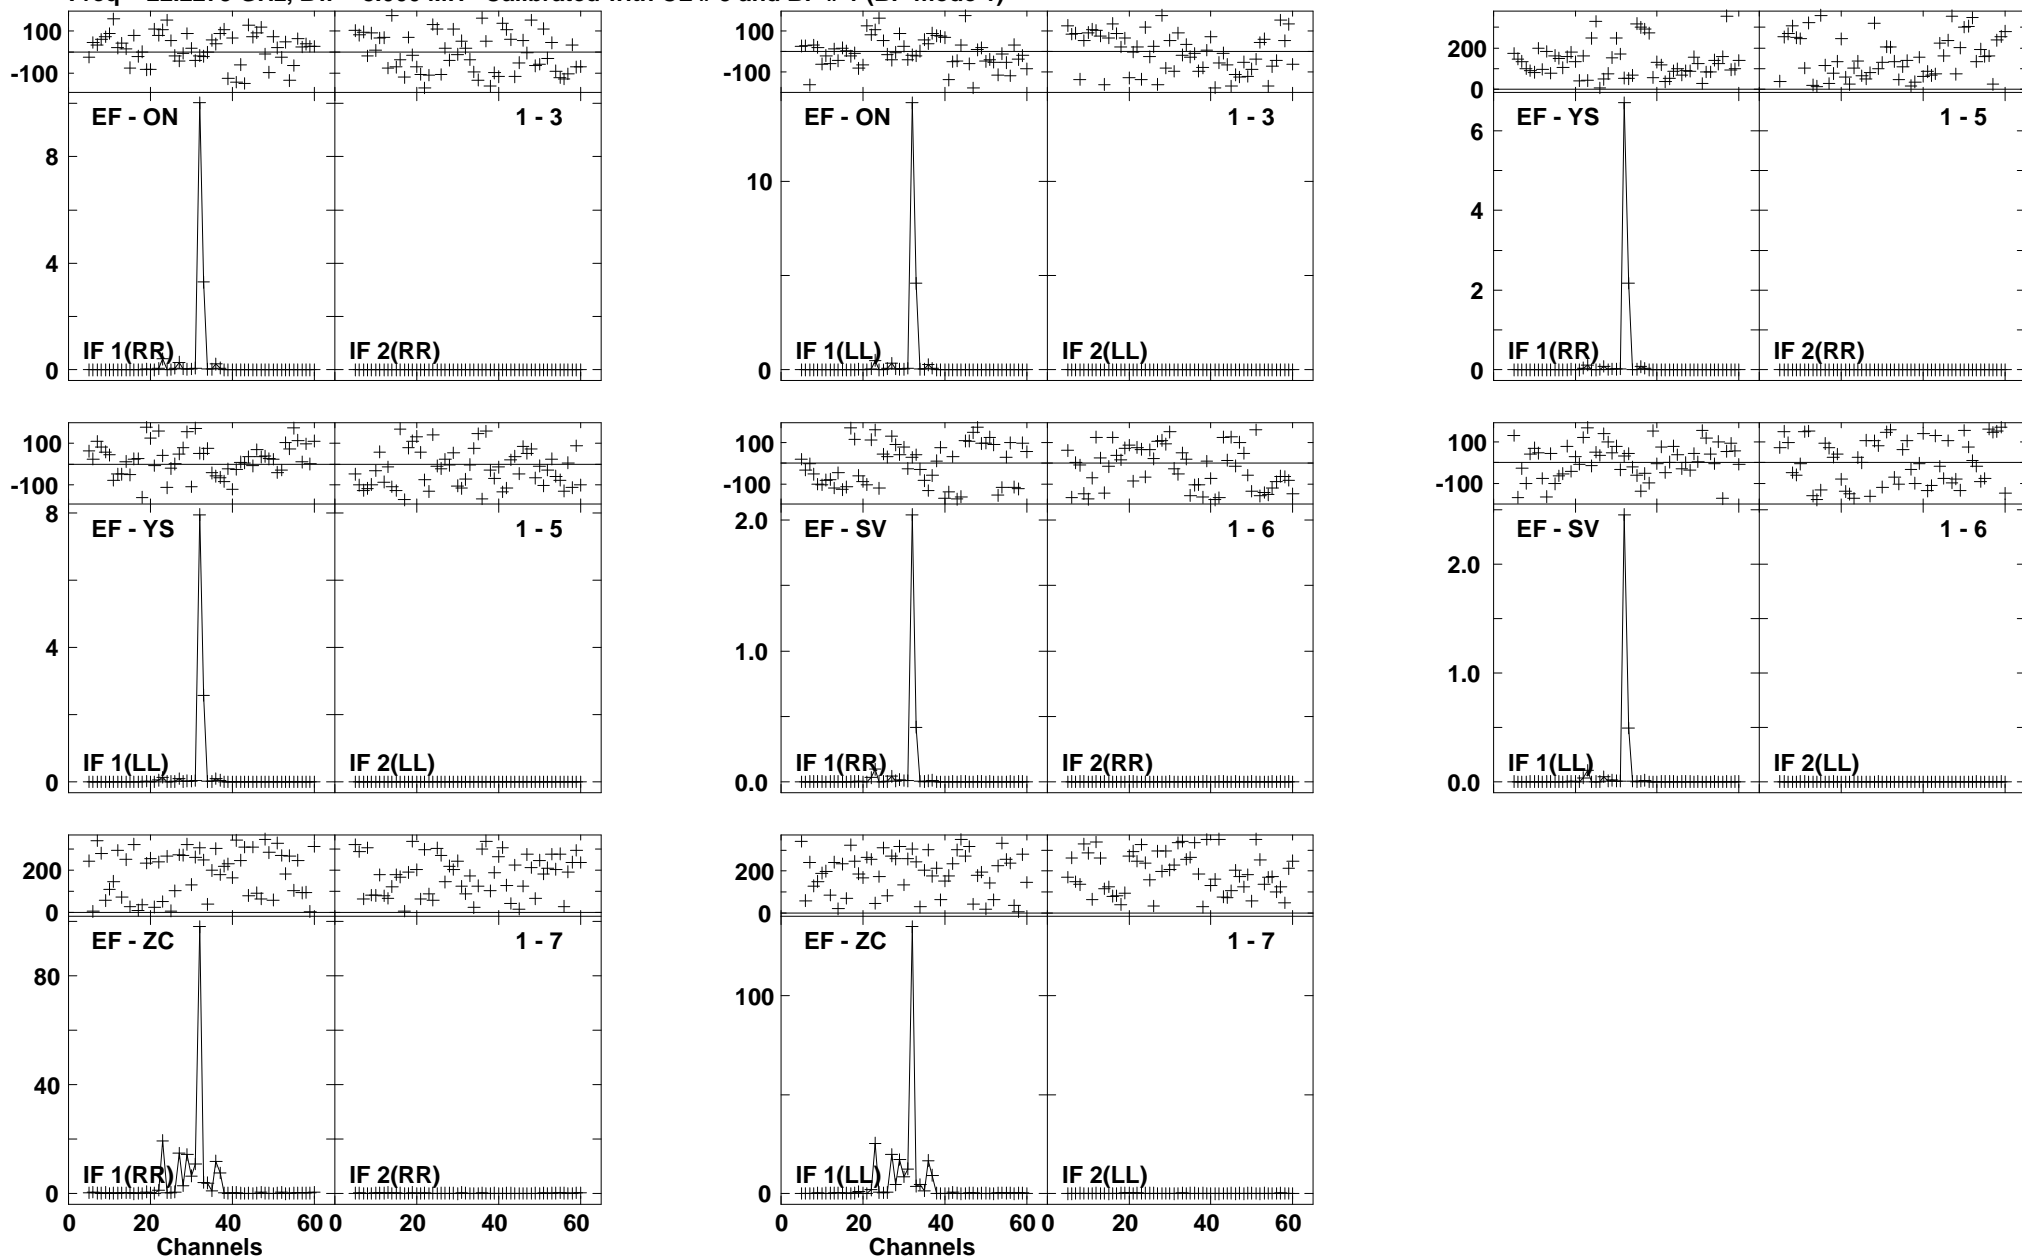 100
-100
EF - ON
1 - 3
8
4
0
IF 1(RR)
IF 2(RR)
100
-100
EF - ON
1 - 3
10
0
IF 1(LL)
IF 2(LL)
200
0
EF - YS
1 - 5
6
4
2
0
IF 1(RR)
IF 2(RR)
100
-100
EF - YS
1 - 5
8
4
0
IF 1(LL)
IF 2(LL)
100
-100
EF - SV
1 - 6
2.0
1.0
0.0
IF 1(RR)
IF 2(RR)
100
-100
EF - SV
1 - 6
2.0
1.0
0.0
IF 1(LL)
IF 2(LL)
200
0
EF - ZC
1 - 7
80
40
0
IF 1(RR)
IF 2(RR)
0 20 40 60 0 20 40 60
Channels
200
0
EF - ZC
1 - 7
100
0
IF 1(LL)
IF 2(LL)
0 20 40 60 0 20 40 60
Channels